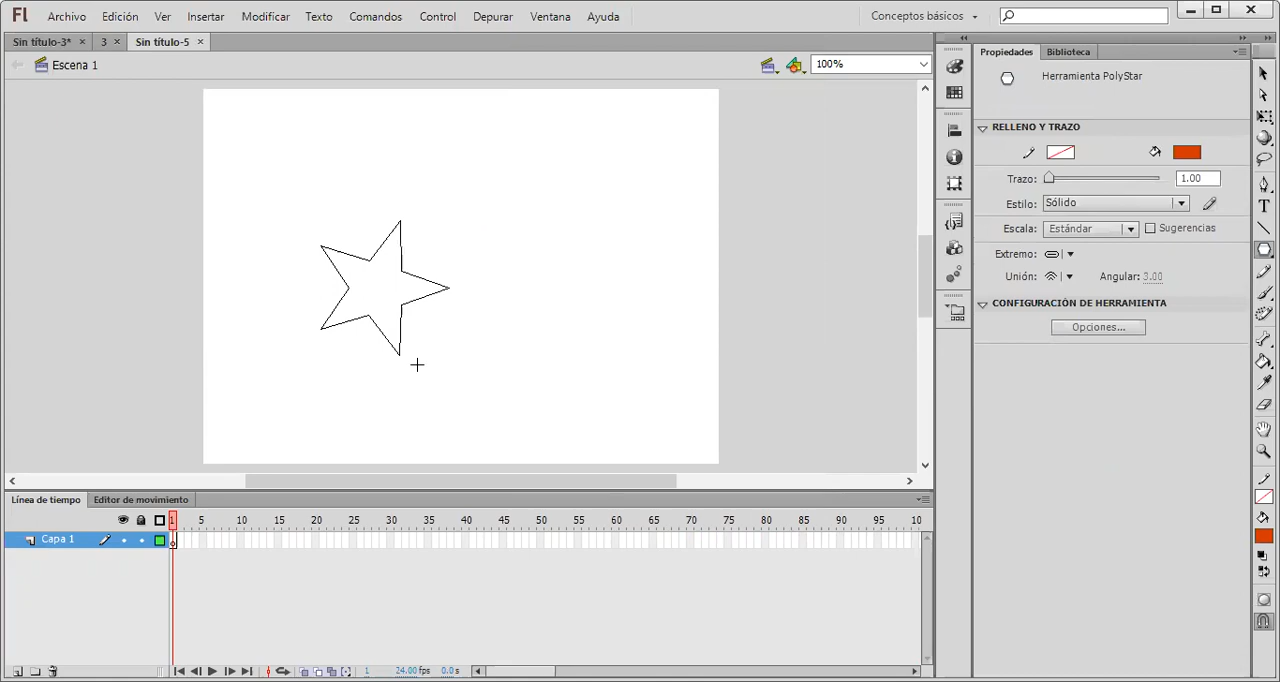 Fl Archivo Edición Ver Insertar Modificar Texto Comandos Control Depurar Ventana Ayuda Conceptos básicos
Sin título-3* × 3 × Sin título-5 ×
Escena 1 100%
Propiedades Biblioteca
Herramienta PolyStar
RELLENO Y TRAZO
Trazo: 1.00
Estilo: Sólido
Escala: Estándar Sugerencias
Extremo:
Unión: Angular: 3.00
CONFIGURACIÓN DE HERRAMIENTA
Opciones...
Línea de tiempo Editor de movimiento
1 5 10 15 20 25 30 35 40 45 50 55 60 65 70 75 80 85 90 95 10
Capa 1
1 24.00 fps 0.0 s